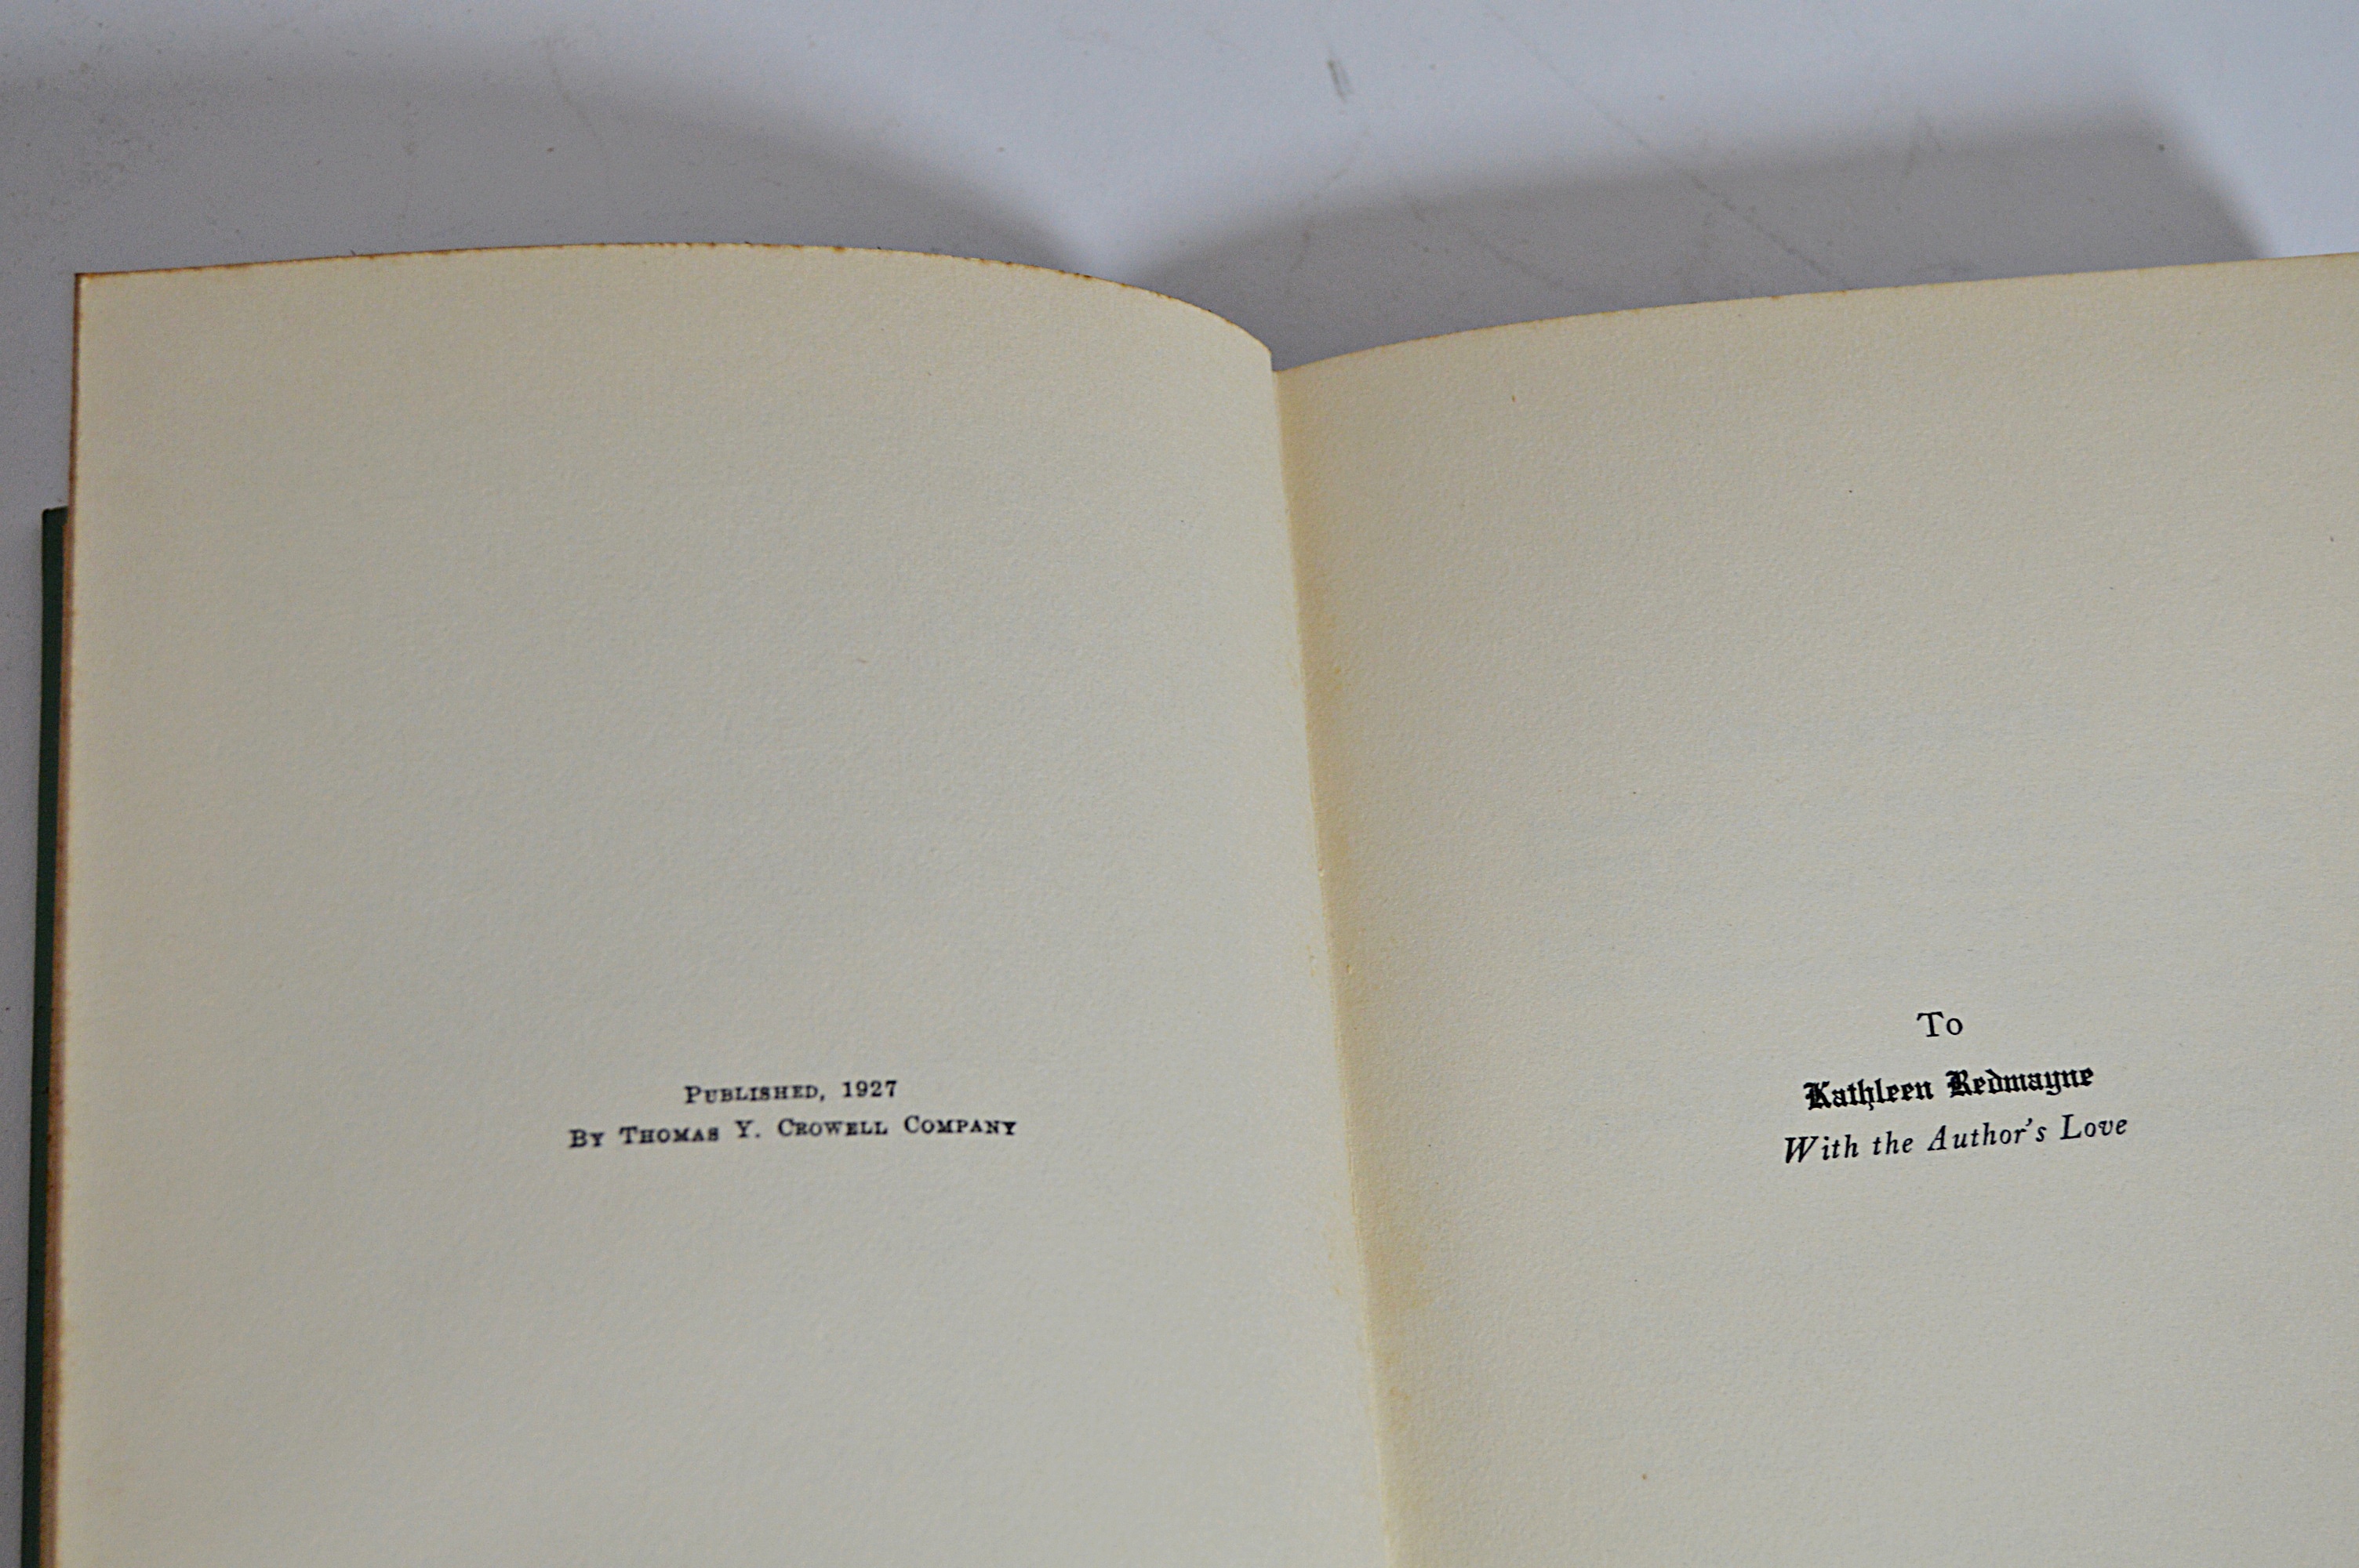 Published, 1927
By Thomas Y. Crowell Company
To
Kathleen Redmayne
With the Author's Love